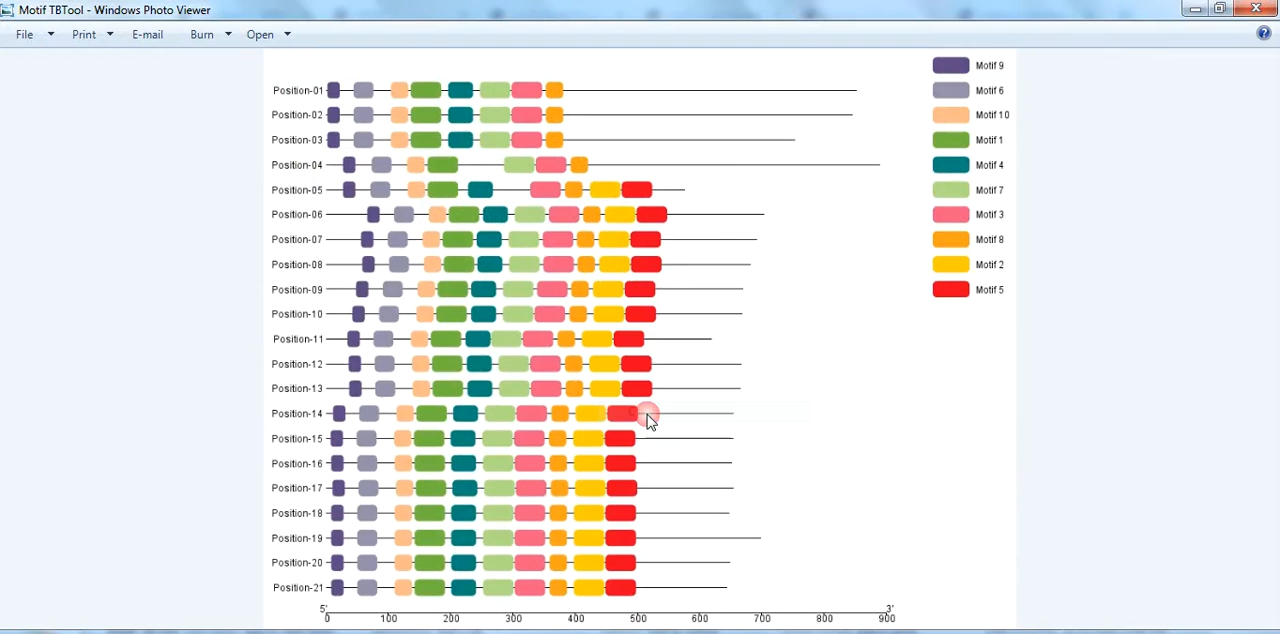 Motif TBTool - Windows Photo Viewer
File Print E-mail Burn Open
Motif 9
Position-01 Motif 6
Position-02 Motif 10
Position-03 Motif 1
Position-04 Motif 4
Position-05 Motif 7
Position-06 Motif 3
Position-07 Motif 8
Position-08 Motif 2
Position-09 Motif 5
Position-10
Position-11
Position-12
Position-13
Position-14
Position-15
Position-16
Position-17
Position-18
Position-19
Position-20
Position-21
5' 3'
0 100 200 300 400 500 600 700 800 900